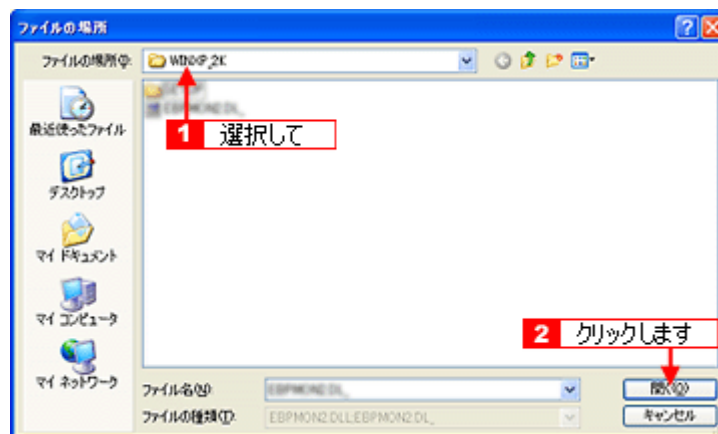 ファイルの場所
ファイルの場所(I): WINXP_2K
最近使ったファイル
1 選択して
デスクトップ
マイ ドキュメント
マイ コンピュータ
2 クリックします
マイ ネットワーク
ファイル名(N): 開く(O)
ファイルの種類(T): EBPMON2.DLL;EBPMON2.DL_ キャンセル